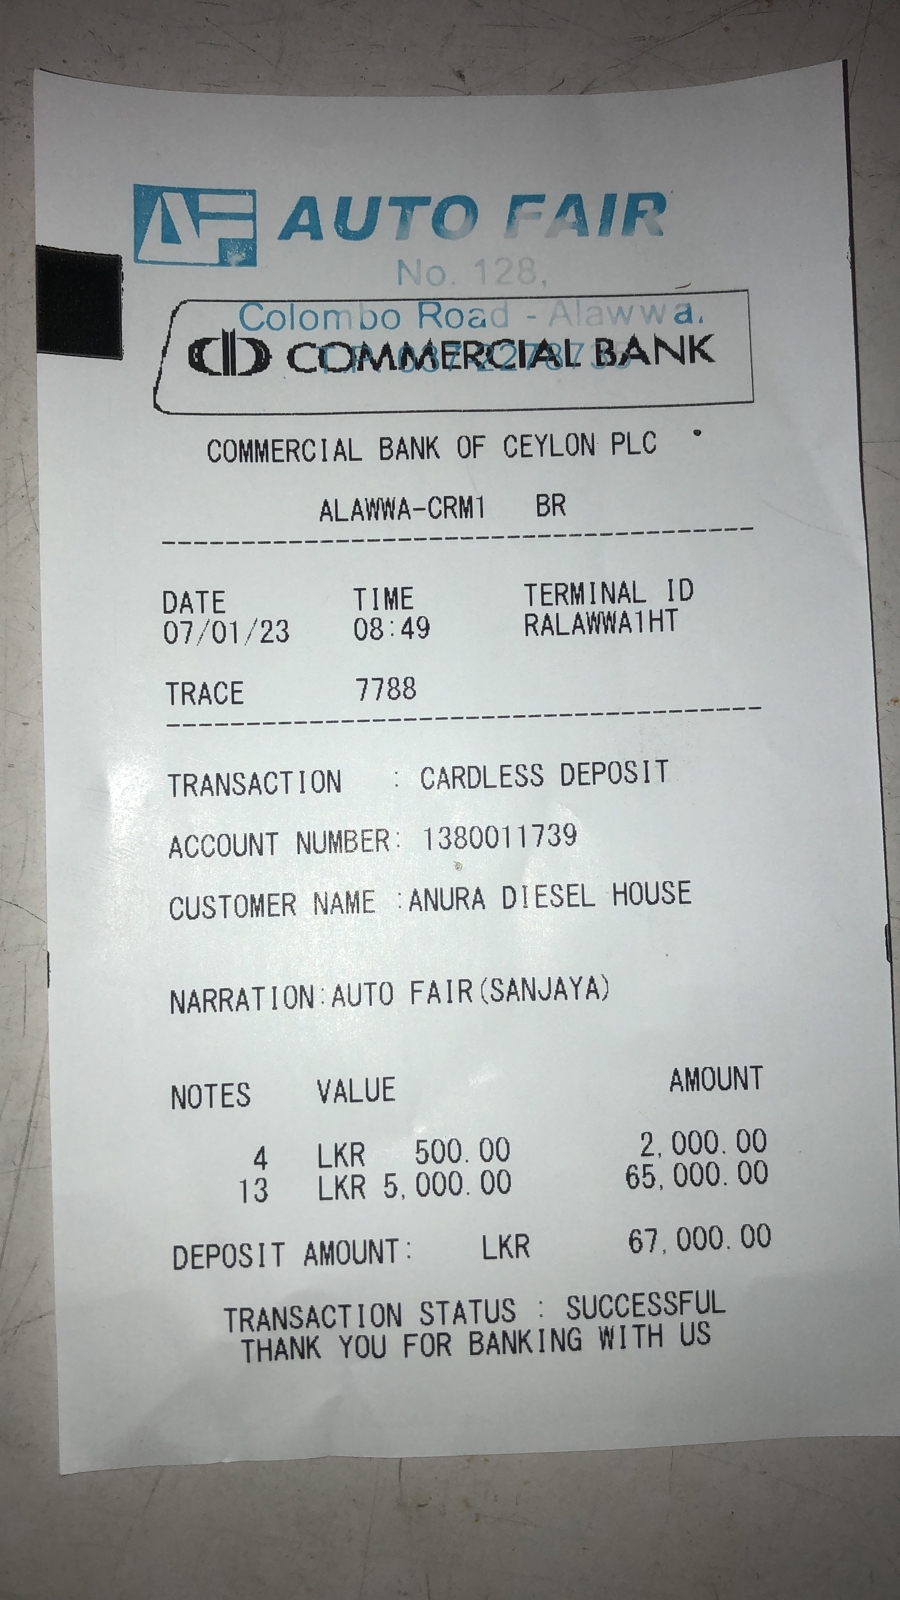 AF AUTO FAIR
No. 128,
Colombo Road - Alawwa.
COMMERCIAL BANK
COMMERCIAL BANK OF CEYLON PLC
ALAWWA-CRM1 BR
DATE TIME TERMINAL ID
07/01/23 08:49 RALAWWA1HT
TRACE 7788
TRANSACTION : CARDLESS DEPOSIT
ACCOUNT NUMBER: 1380011739
CUSTOMER NAME :ANURA DIESEL HOUSE
NARRATION:AUTO FAIR(SANJAYA)
NOTES VALUE AMOUNT
4 LKR 500.00 2,000.00
13 LKR 5,000.00 65,000.00
DEPOSIT AMOUNT: LKR 67,000.00
TRANSACTION STATUS : SUCCESSFUL
THANK YOU FOR BANKING WITH US